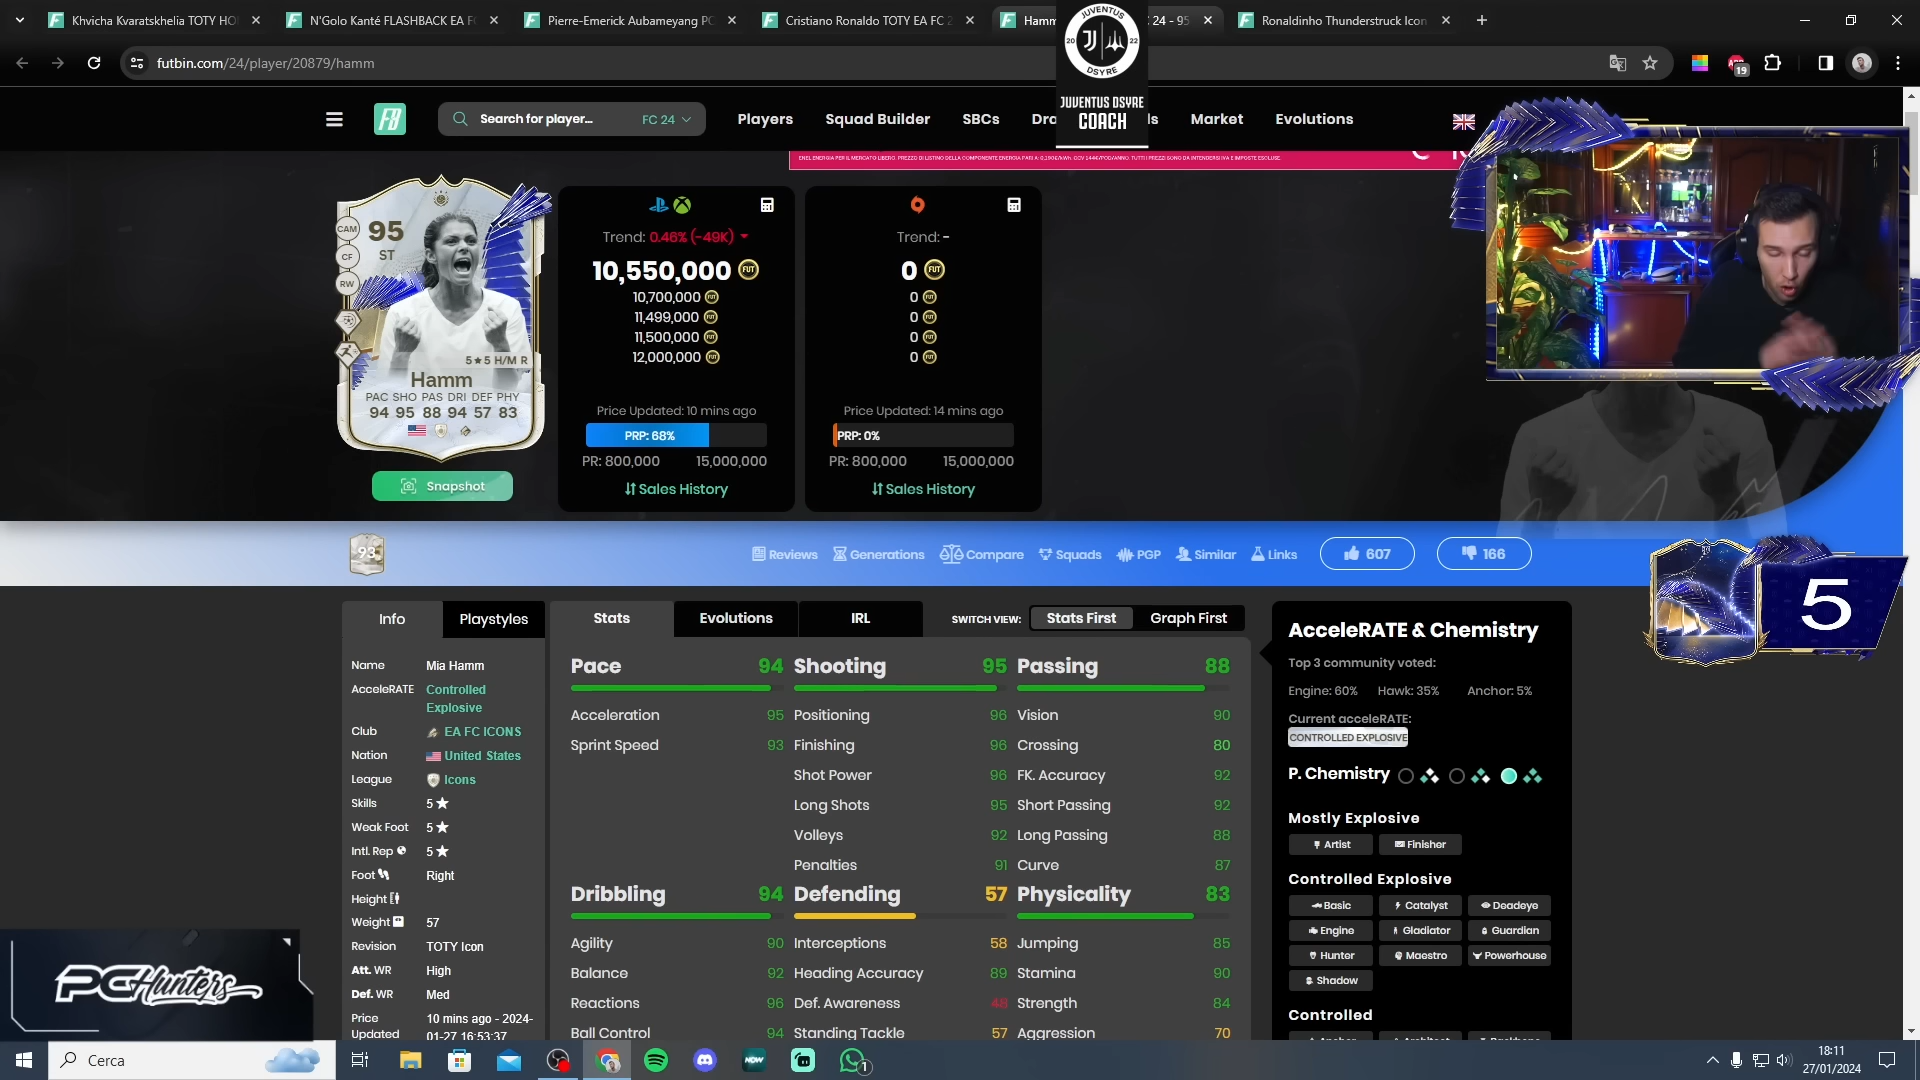 Khvicha Kvaratskhelia TOTY HO
N'Golo Kanté FLASHBACK EA F
Pierre-Emerick Aubameyang PO
Cristiano Ronaldo TOTY EA FC 2
Hamm
24 - 95
Ronaldinho Thunderstruck Icon
futbin.com/24/player/20879/hamm
19
20 22
DSYRE
JUVENTUS DSYRE
COACH
Search for player...
FC 24
Players
Squad Builder
SBCs
Market
Evolutions
ENEL ENERGIA PER IL MERCATO LIBERO.
CAM
CF
RW
95
ST
5★5 H/M R
Hamm
PAC SHO PAS DRI DEF PHY
94 95 88 94 57 83
Snapshot
Trend: 0.46% (-49K)
10,550,000
10,700,000
11,499,000
11,500,000
12,000,000
Price Updated: 10 mins ago
PRP: 68%
PR: 800,000 15,000,000
Sales History
Trend: -
0
0
0
0
0
Price Updated: 14 mins ago
PRP: 0%
PR: 800,000 15,000,000
Sales History
93
Reviews
Generations
Compare
Squads
PGP
Similar
Links
607
166
5
Info
Playstyles
Name Mia Hamm
AcceleRATE Controlled Explosive
Club EA FC ICONS
Nation United States
League Icons
Skills 5
Weak Foot 5
Intl. Rep 5
Foot Right
Height
Weight 57
Revision TOTY Icon
Att. WR High
Def. WR Med
Price Updated 10 mins ago - 2024-01-27 16:53:37
Stats
Evolutions
IRL
SWITCH VIEW:
Stats First
Graph First
Pace 94
Acceleration 95
Sprint Speed 93
Shooting 95
Positioning 96
Finishing 96
Shot Power 96
Long Shots 95
Volleys 92
Penalties 91
Passing 88
Vision 90
Crossing 80
FK. Accuracy 92
Short Passing 92
Long Passing 88
Curve 87
Dribbling 94
Agility 90
Balance 92
Reactions 96
Ball Control 94
Defending 57
Interceptions 58
Heading Accuracy 89
Def. Awareness 48
Standing Tackle 57
Physicality 83
Jumping 85
Stamina 90
Strength 84
Aggression 70
AcceleRATE & Chemistry
Top 3 community voted:
Engine: 60% Hawk: 35% Anchor: 5%
Current acceleRATE:
CONTROLLED EXPLOSIVE
P. Chemistry
Mostly Explosive
Artist
Finisher
Controlled Explosive
Basic
Catalyst
Deadeye
Engine
Gladiator
Guardian
Hunter
Maestro
Powerhouse
Shadow
Controlled
PC Hunters
Cerca
NOW
1
18:11
27/01/2024